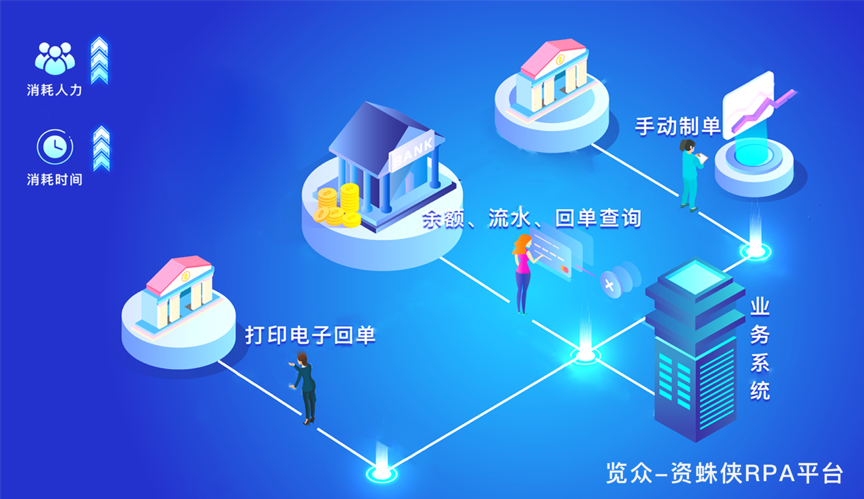 消耗人力
消耗时间
手动制单
BANK
余额、流水、回单查询
打印电子回单
业务系统
览众-资蛛侠RPA平台